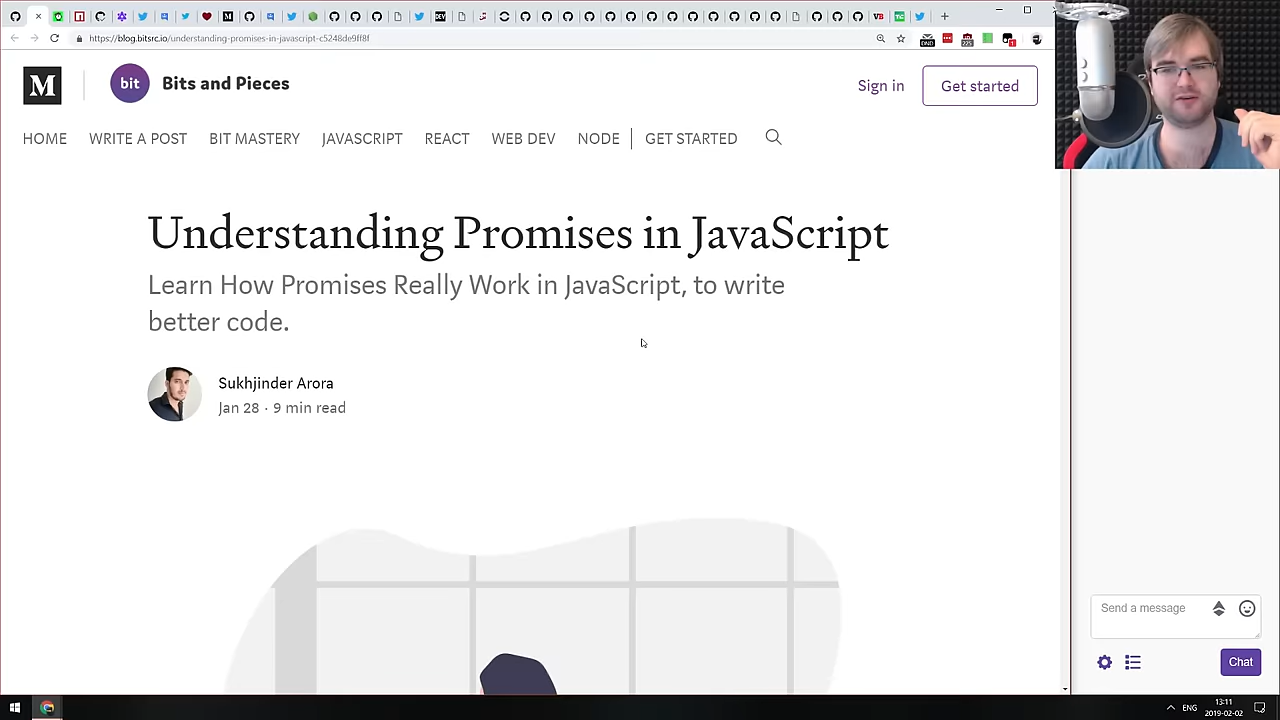 https://blog.bitsrc.io/understanding-promises-in-javascript-c5248de9ff8f
DND
225
1
M
bit
Bits and Pieces
Sign in
Get started
HOME
WRITE A POST
BIT MASTERY
JAVASCRIPT
REACT
WEB DEV
NODE
GET STARTED
Understanding Promises in JavaScript
Learn How Promises Really Work in JavaScript, to write
better code.
Sukhjinder Arora
Jan 28 · 9 min read
Send a message
Chat
ENG
13:11
2019-02-02